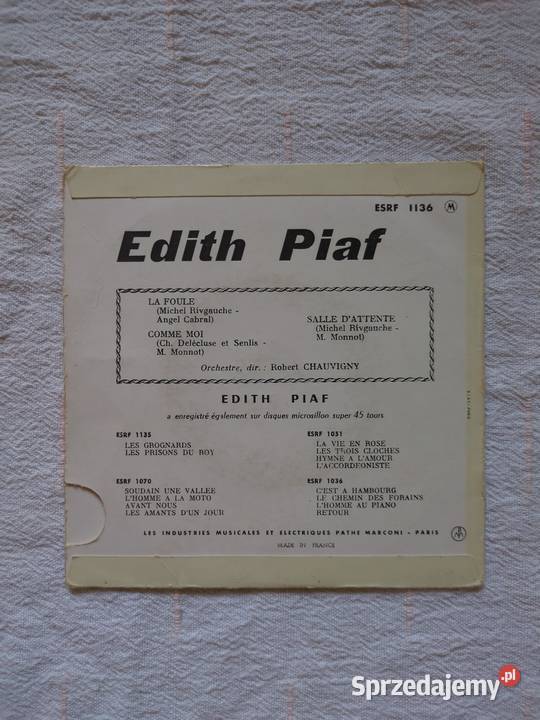 ESRF 1136 M
Edith Piaf
LA FOULE
(Michel Rivgauche -
Angel Cabral)
COMME MOI
(Ch. Delécluse et Senlis -
M. Monnot)
SALLE D'ATTENTE
(Michel Rivgauche -
M. Monnot)
Orchestre, dir. : Robert CHAUVIGNY
EDITH PIAF
a enregistré également sur disques microsillon super 45 tours
ESRF 1135
LES GROGNARDS
LES PRISONS DU ROY
ESRF 1051
LA VIE EN ROSE
LES TROIS CLOCHES
HYMNE A L'AMOUR
L'ACCORDEONISTE
ESRF 1070
SOUDAIN UNE VALLEE
L'HOMME A LA MOTO
AVANT NOUS
LES AMANTS D'UN JOUR
ESRF 1036
C'EST A HAMBOURG
LE CHEMIN DES FORAINS
L'HOMME AU PIANO
RETOUR
LES INDUSTRIES MUSICALES ET ELECTRIQUES PATHE MARCONI - PARIS
MADE IN FRANCE
Sprzedajemy.pl